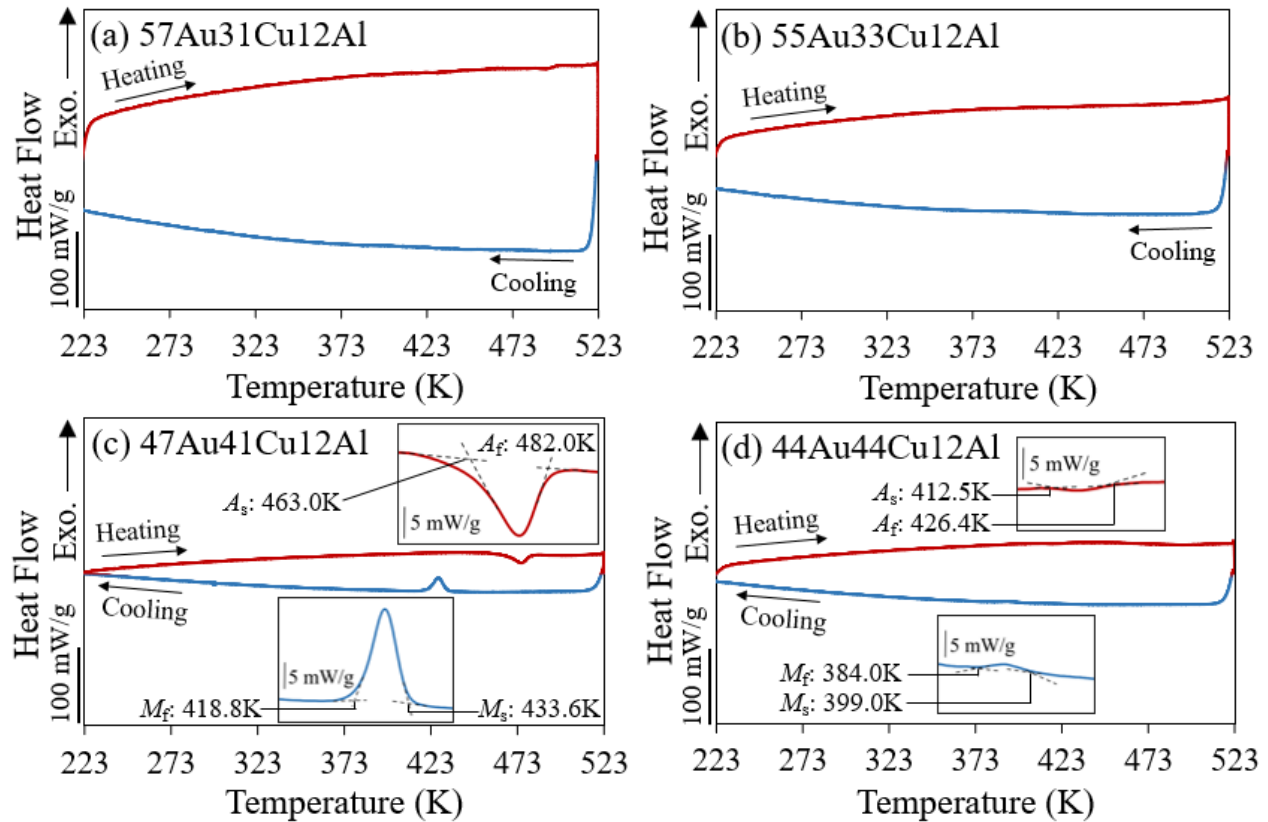 (a) 57Au31Cu12Al
Heating
Heat Flow
Exo.
100 mW/g
Cooling
223 273 323 373 423 473 523
Temperature (K)
(b) 55Au33Cu12Al
Heating
Heat Flow
Exo.
100 mW/g
Cooling
223 273 323 373 423 473 523
Temperature (K)
(c) 47Au41Cu12Al
Af: 482.0K
As: 463.0K
5 mW/g
Heating
Heat Flow
Exo.
Cooling
100 mW/g
5 mW/g
Mf: 418.8K
Ms: 433.6K
223 273 323 373 423 473 523
Temperature (K)
(d) 44Au44Cu12Al
5 mW/g
As: 412.5K
Af: 426.4K
Heating
Heat Flow
Exo.
Cooling
100 mW/g
5 mW/g
Mf: 384.0K
Ms: 399.0K
223 273 323 373 423 473 523
Temperature (K)